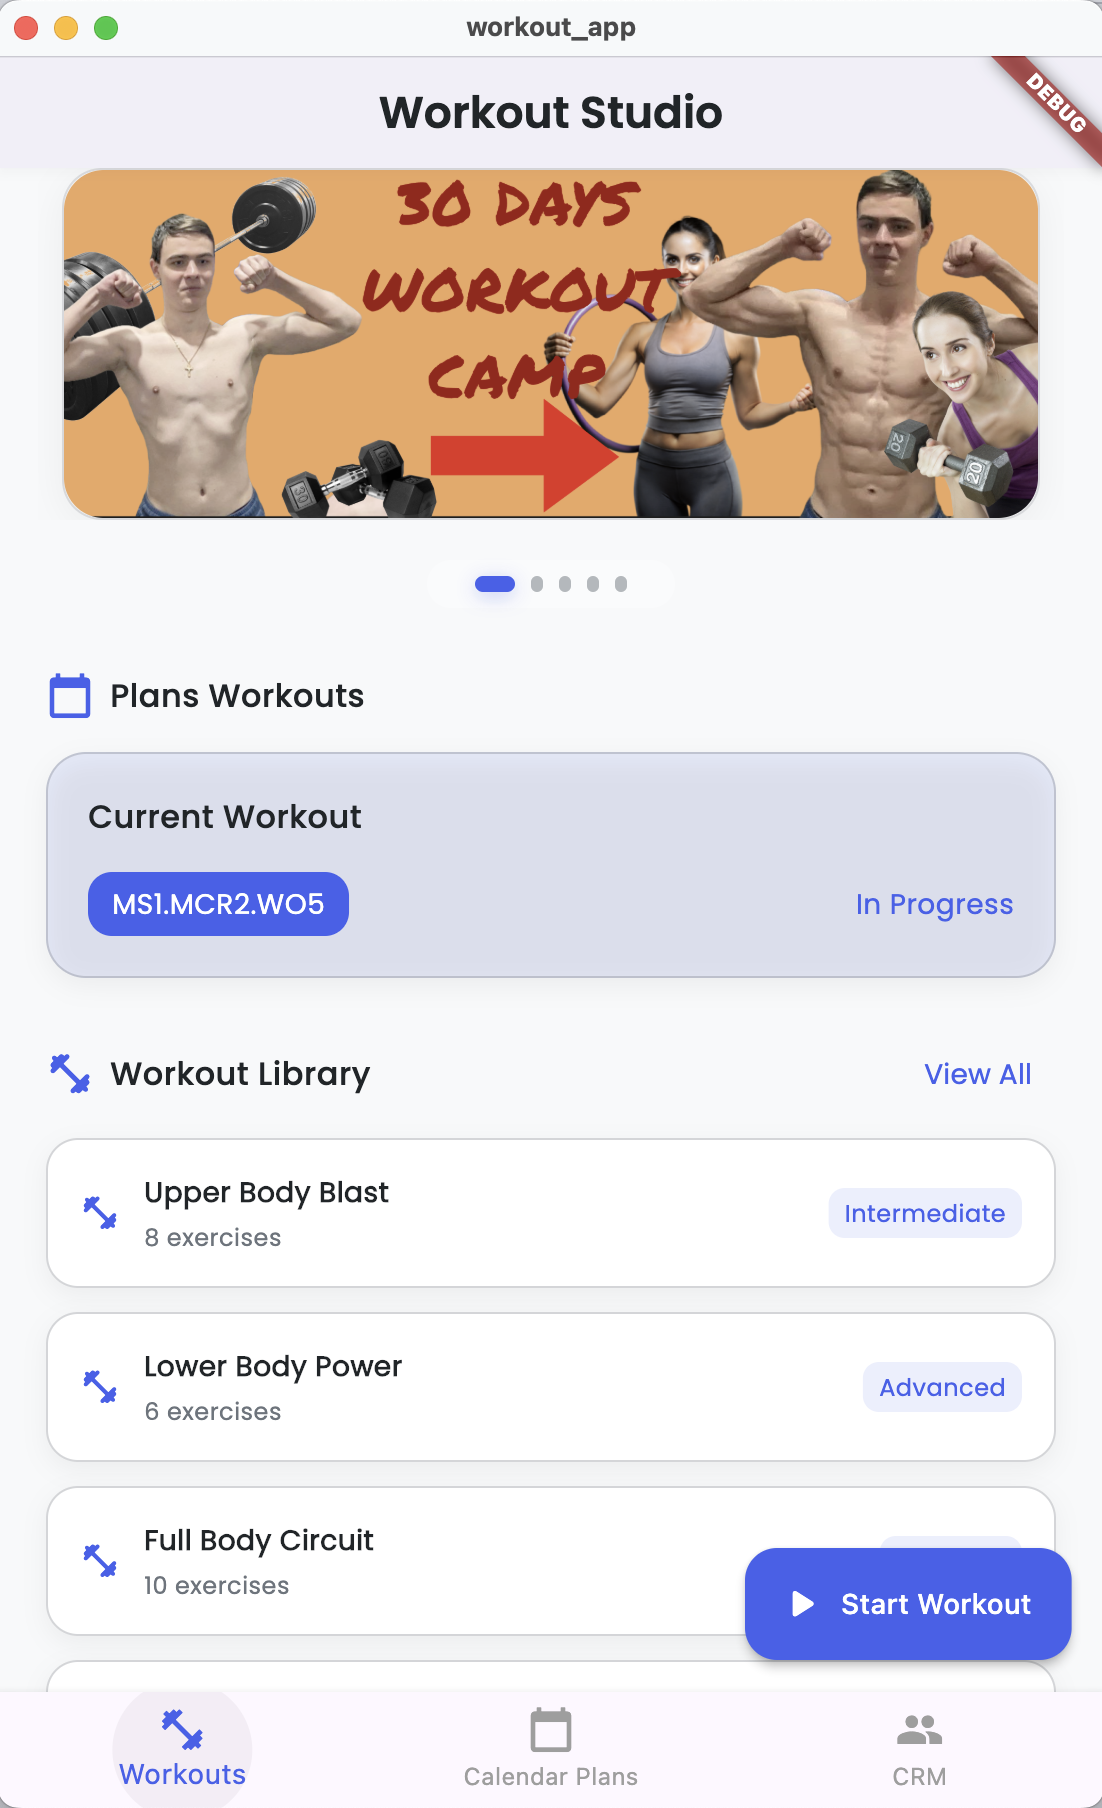 workout_app
Workout Studio
DEBUG
30 DAYS
WORKOUT
CAMP
30
50
20
20
Plans Workouts
Current Workout
MS1.MCR2.WO5
In Progress
Workout Library
View All
Upper Body Blast
Intermediate
8 exercises
Lower Body Power
Advanced
6 exercises
Full Body Circuit
10 exercises
Start Workout
Workouts
Calendar Plans
CRM